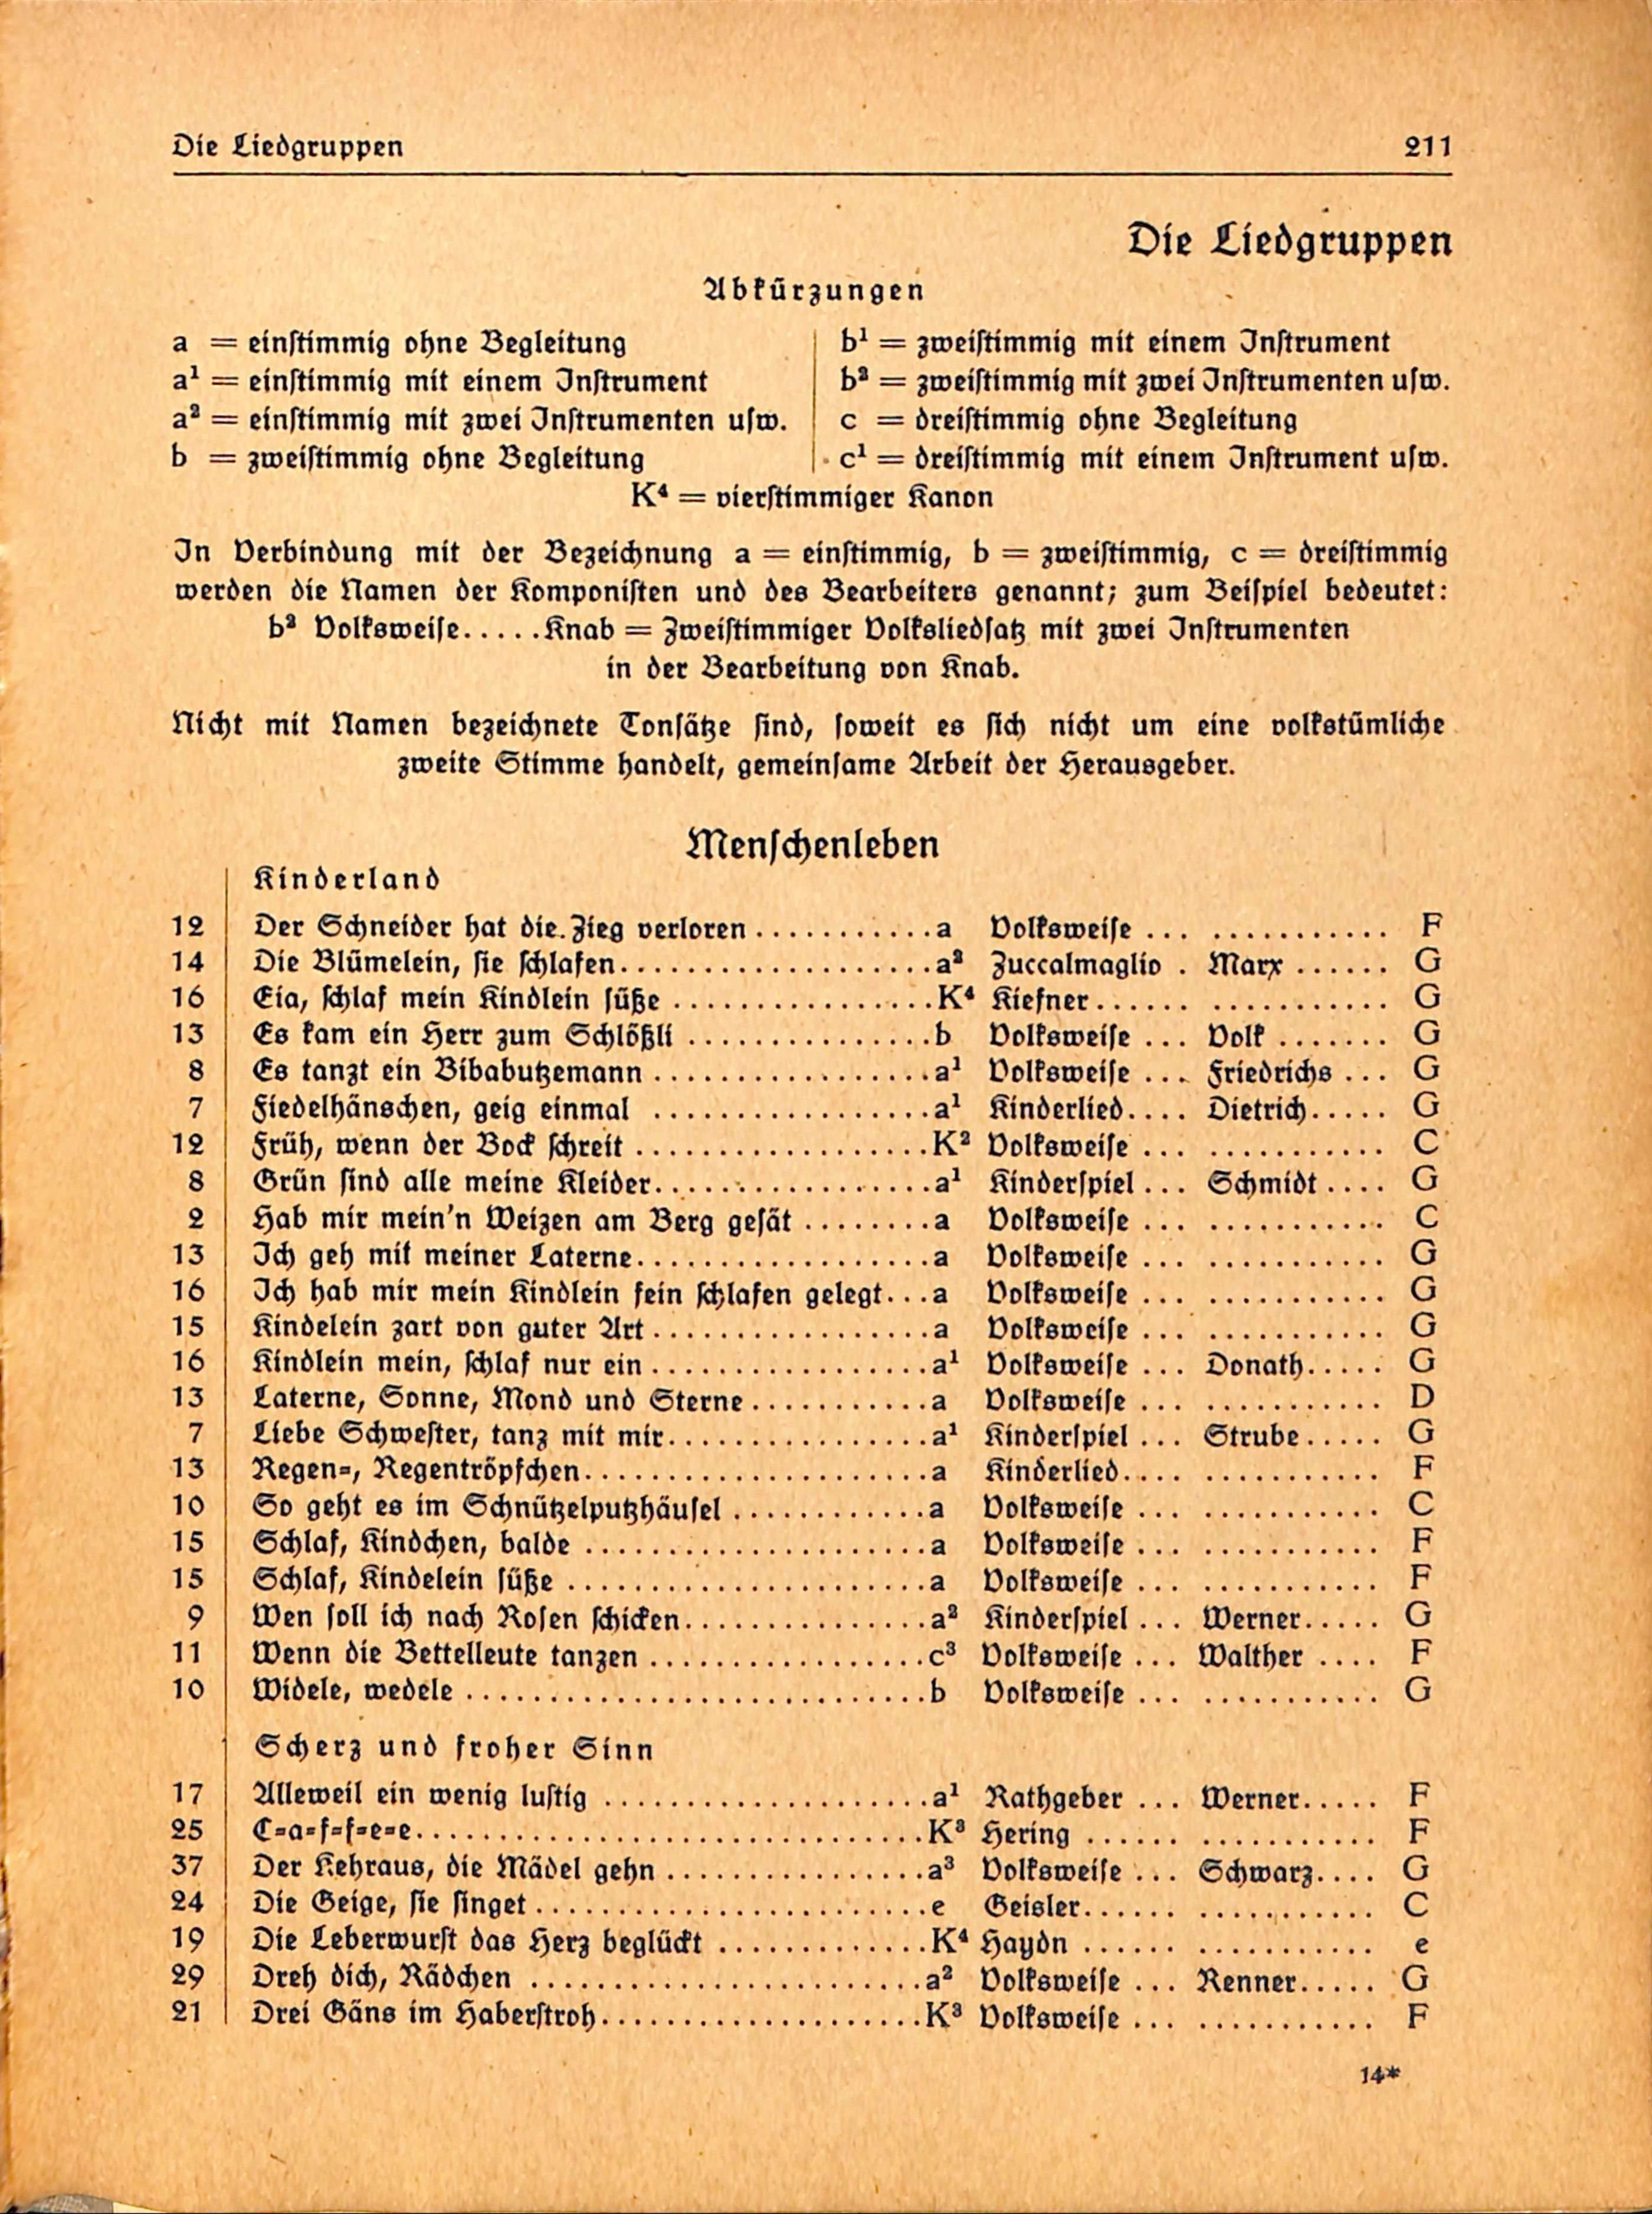 Die Liedgruppen 211
Die Liedgruppen
Abkürzungen
a = einstimmig ohne Begleitung
a¹ = einstimmig mit einem Instrument
a² = einstimmig mit zwei Instrumenten usw.
b = zweistimmig ohne Begleitung
b¹ = zweistimmig mit einem Instrument
b² = zweistimmig mit zwei Instrumenten usw.
c = dreistimmig ohne Begleitung
c¹ = dreistimmig mit einem Instrument usw.
K⁴ = vierstimmiger Kanon
In Verbindung mit der Bezeichnung a = einstimmig, b = zweistimmig, c = dreistimmig
werden die Namen der Komponisten und des Bearbeiters genannt; zum Beispiel bedeutet:
b² Volksweise.....Knab = Zweistimmiger Volksliedsatz mit zwei Instrumenten
in der Bearbeitung von Knab.
Nicht mit Namen bezeichnete Tonsätze sind, soweit es sich nicht um eine volkstümliche
zweite Stimme handelt, gemeinsame Arbeit der Herausgeber.
Menschenleben
Kinderland
12 Der Schneider hat die Zieg verloren ........... a Volksweise ... ........... F
14 Die Blümelein, sie schlafen ................... a² Zuccalmaglio . Marx ...... G
16 Eia, schlaf mein Kindlein süße ................ K⁴ Kiefner ...... ........... G
13 Es kam ein Herr zum Schlößli ............... b Volksweise ... Volk ....... G
8 Es tanzt ein Bibabutzemann ................. a¹ Volksweise ... Friedrichs ... G
7 Fiedelhänschen, geig einmal ................. a¹ Kinderlied .... Dietrich ..... G
12 Früh, wenn der Bock schreit .................. K² Volksweise ... ........... C
8 Grün sind alle meine Kleider ................. a¹ Kinderspiel ... Schmidt .... G
2 Hab mir mein'n Weizen am Berg gesät ........ a Volksweise ... ........... C
13 Ich geh mit meiner Laterne .................. a Volksweise ... ........... G
16 Ich hab mir mein Kindlein fein schlafen gelegt ... a Volksweise ... ........... G
15 Kindelein zart von guter Art ................. a Volksweise ... ........... G
16 Kindlein mein, schlaf nur ein ................. a¹ Volksweise ... Donath ..... G
13 Laterne, Sonne, Mond und Sterne ........... a Volksweise ... ........... D
7 Liebe Schwester, tanz mit mir ................ a¹ Kinderspiel ... Strube ..... G
13 Regen-, Regentröpfchen ..................... a Kinderlied .... ........... F
10 So geht es im Schnützelputzhäusel ............ a Volksweise ... ........... C
15 Schlaf, Kindchen, balde ..................... a Volksweise ... ........... F
15 Schlaf, Kindelein süße ...................... a Volksweise ... ........... F
9 Wen soll ich nach Rosen schicken ............... a² Kinderspiel ... Werner ..... G
11 Wenn die Bettelleute tanzen ................. c³ Volksweise ... Walther .... F
10 Widele, wedele ............................ b Volksweise ... ........... G
Scherz und froher Sinn
17 Alleweil ein wenig lustig .................... a¹ Rathgeber ... Werner ..... F
25 C-a-f-f-e-e ............................... K³ Hering ...... ........... F
37 Der Kehraus, die Mädel gehn ................ a³ Volksweise ... Schwarz .... G
24 Die Geige, sie singet ........................ e Geisler ...... ........... C
19 Die Leberwurst das Herz beglückt ............. K⁴ Haydn ...... ........... e
29 Dreh dich, Rädchen ........................ a² Volksweise ... Renner ..... G
21 Drei Gäns im Haberstroh .................... K³ Volksweise ... ........... F
14*